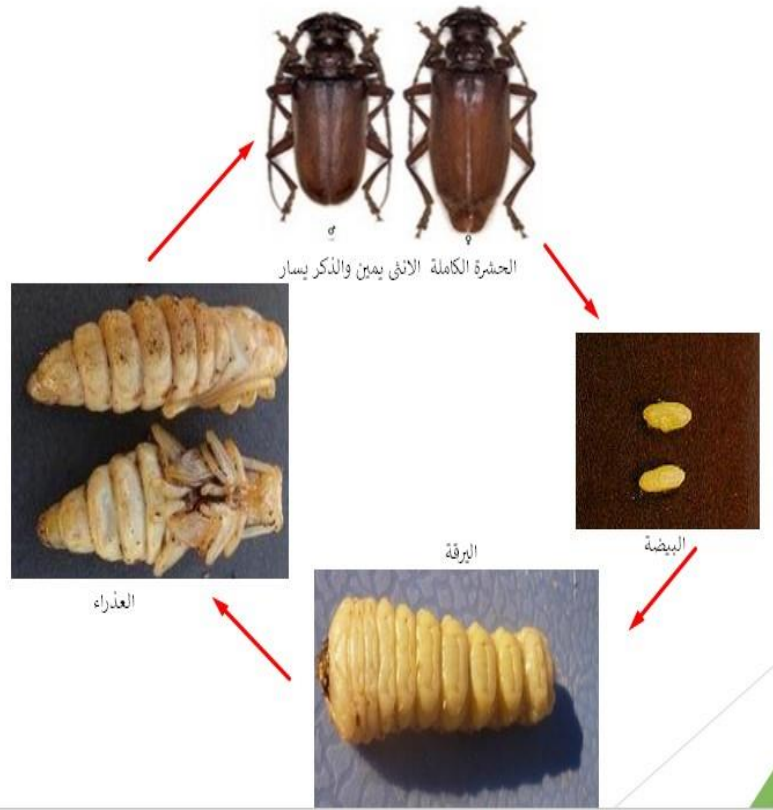 ♂ ♀
الحشرة الكاملة الانثى يمين والذكر يسار
البيضة
اليرقة
العذراء